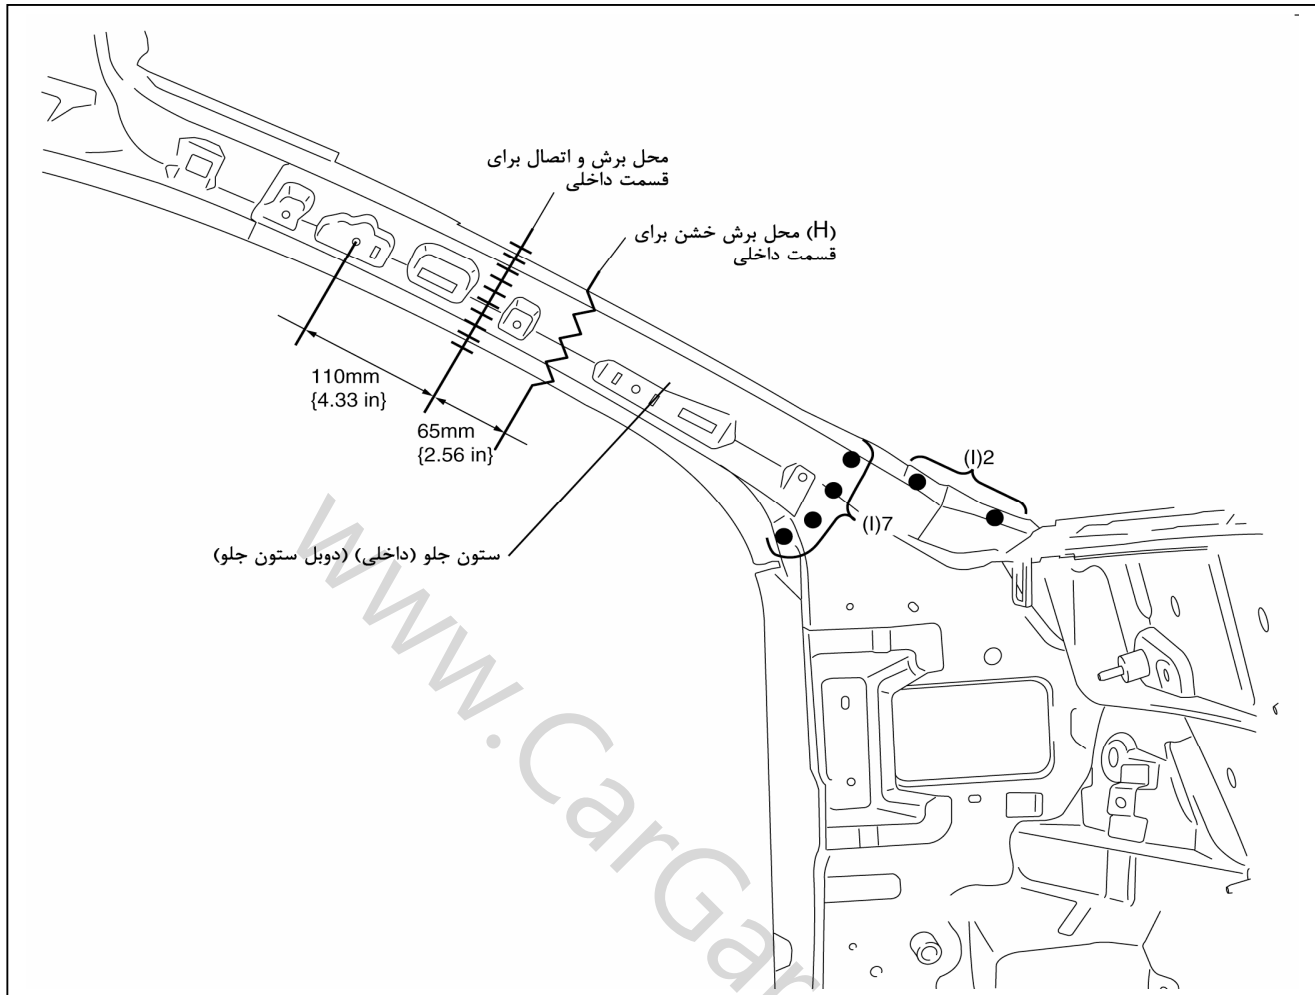 محل برش و اتصال برای
قسمت داخلی
(H) محل برش خشن برای
قسمت داخلی
110mm
{4.33 in}
65mm
{2.56 in}
(I)2
(I)7
ستون جلو (داخلی) (دوبل ستون جلو)
www.CarGar